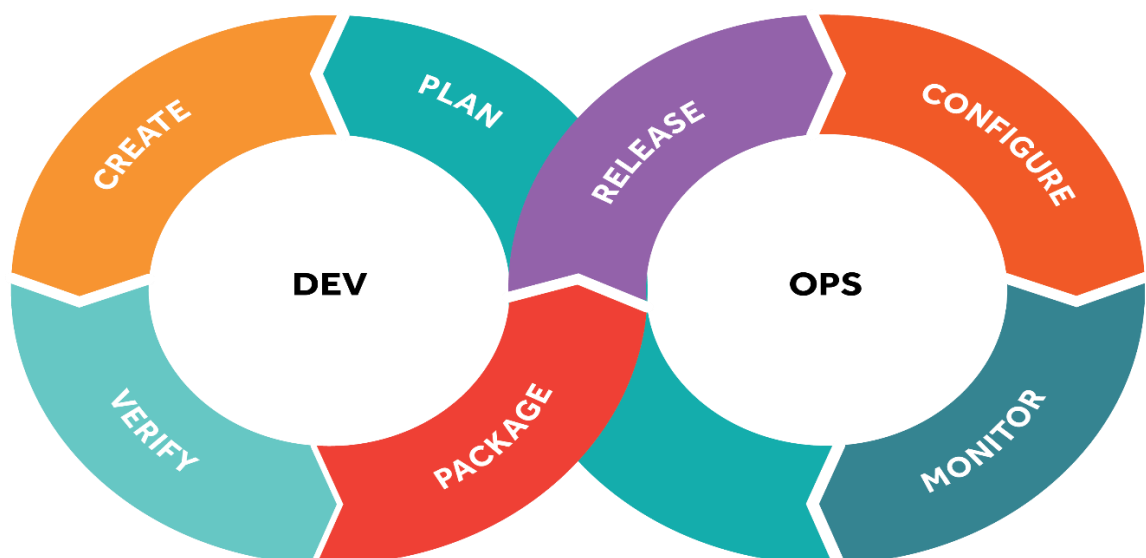 CREATE
PLAN
RELEASE
CONFIGURE
DEV
OPS
VERIFY
PACKAGE
MONITOR